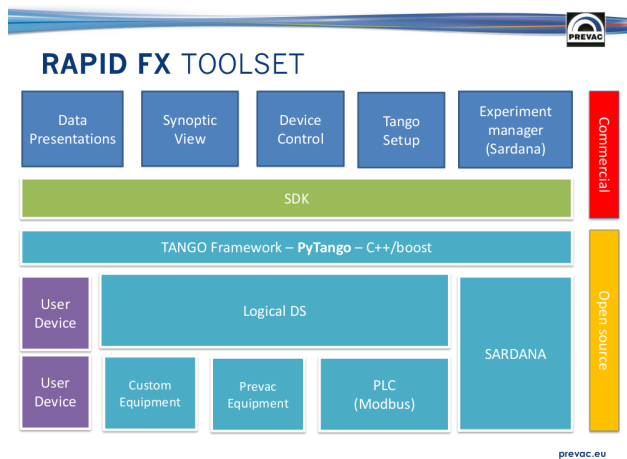 PREVAC
RAPID FX TOOLSET
Data
Presentations
Synoptic
View
Device
Control
Tango
Setup
Experiment
manager
(Sardana)
Commercial
SDK
TANGO Framework – PyTango – C++/boost
User
Device
Logical DS
SARDANA
Open source
User
Device
Custom
Equipment
Prevac
Equipment
PLC
(Modbus)
prevac.eu